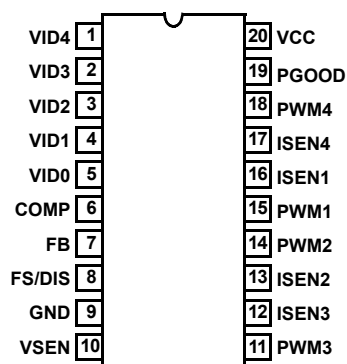 VID4 1 20 VCC
VID3 2 19 PGOOD
VID2 3 18 PWM4
VID1 4 17 ISEN4
VID0 5 16 ISEN1
COMP 6 15 PWM1
FB 7 14 PWM2
FS/DIS 8 13 ISEN2
GND 9 12 ISEN3
VSEN 10 11 PWM3